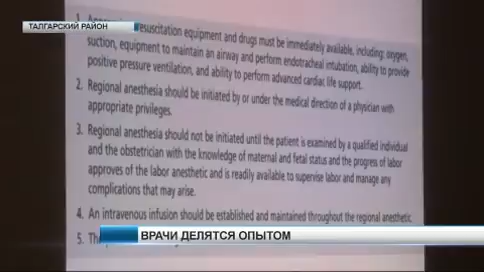 ТАЛГАРСКИЙ РАЙОН
1.
resuscitation equipment and drugs must be immediately available, including: oxygen,
suction, equipment to maintain an airway and perform endotracheal intubation, ability to provide
positive pressure ventilation, and ability to perform advanced cardiac life support.
2. Regional anesthesia should be initiated by or under the medical direction of a physician with
appropriate privileges.
3. Regional anesthesia should not be initiated until the patient is examined by a qualified individual
and the obstetrician with the knowledge of maternal and fetal status and the progress of labor
approves of the labor anesthetic and is readily available to supervise labor and manage any
complications that may arise.
4. An intravenous infusion should be established and maintained throughout the regional anesthetic
5.
ВРАЧИ ДЕЛЯТСЯ ОПЫТОМ